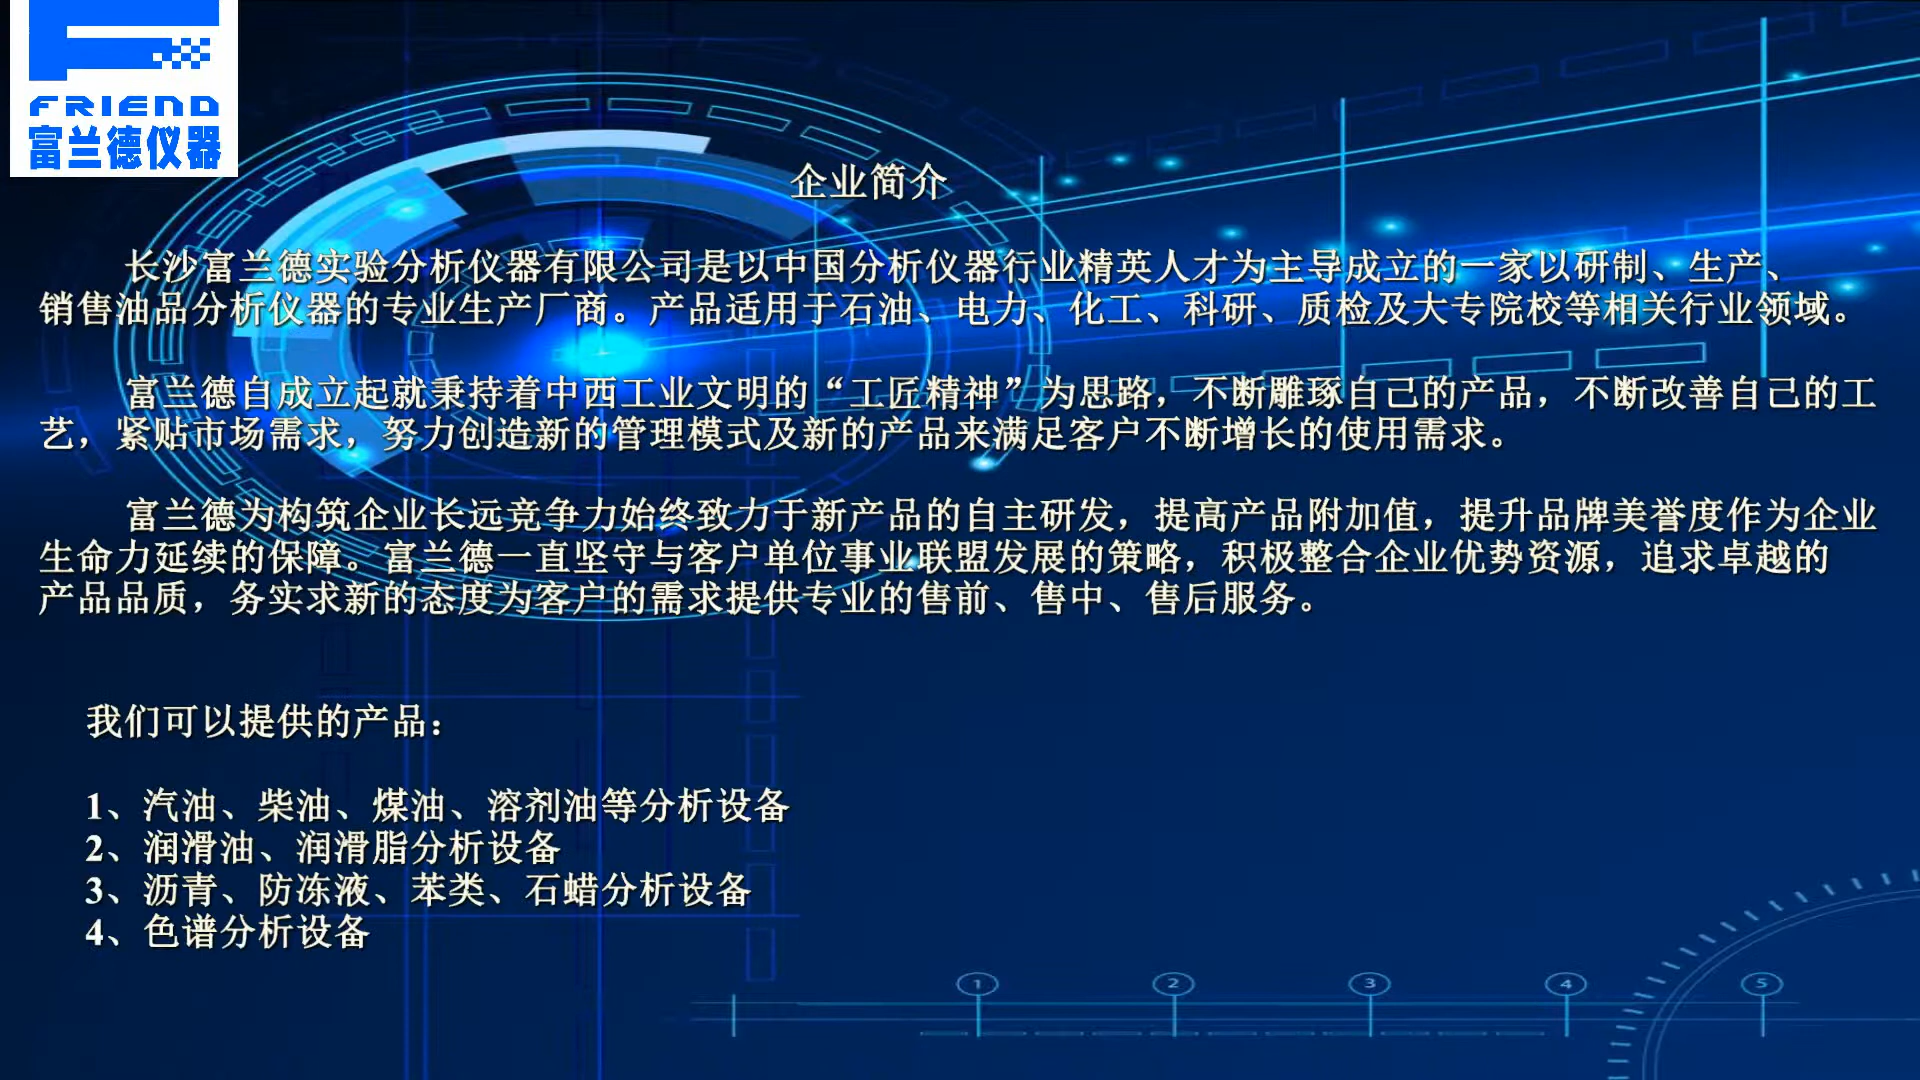 FRIEND
富兰德仪器
企业简介
长沙富兰德实验分析仪器有限公司是以中国分析仪器行业精英人才为主导成立的一家以研制、生产、
销售油品分析仪器的专业生产厂商。产品适用于石油、电力、化工、科研、质检及大专院校等相关行业领域。
富兰德自成立起就秉持着中西工业文明的“工匠精神”为思路，不断雕琢自己的产品，不断改善自己的工
艺，紧贴市场需求，努力创造新的管理模式及新的产品来满足客户不断增长的使用需求。
富兰德为构筑企业长远竞争力始终致力于新产品的自主研发，提高产品附加值，提升品牌美誉度作为企业
生命力延续的保障。富兰德一直坚守与客户单位事业联盟发展的策略，积极整合企业优势资源，追求卓越的
产品品质，务实求新的态度为客户的需求提供专业的售前、售中、售后服务。
我们可以提供的产品：
1、汽油、柴油、煤油、溶剂油等分析设备
2、润滑油、润滑脂分析设备
3、沥青、防冻液、苯类、石蜡分析设备
4、色谱分析设备
1 2 3 4 5